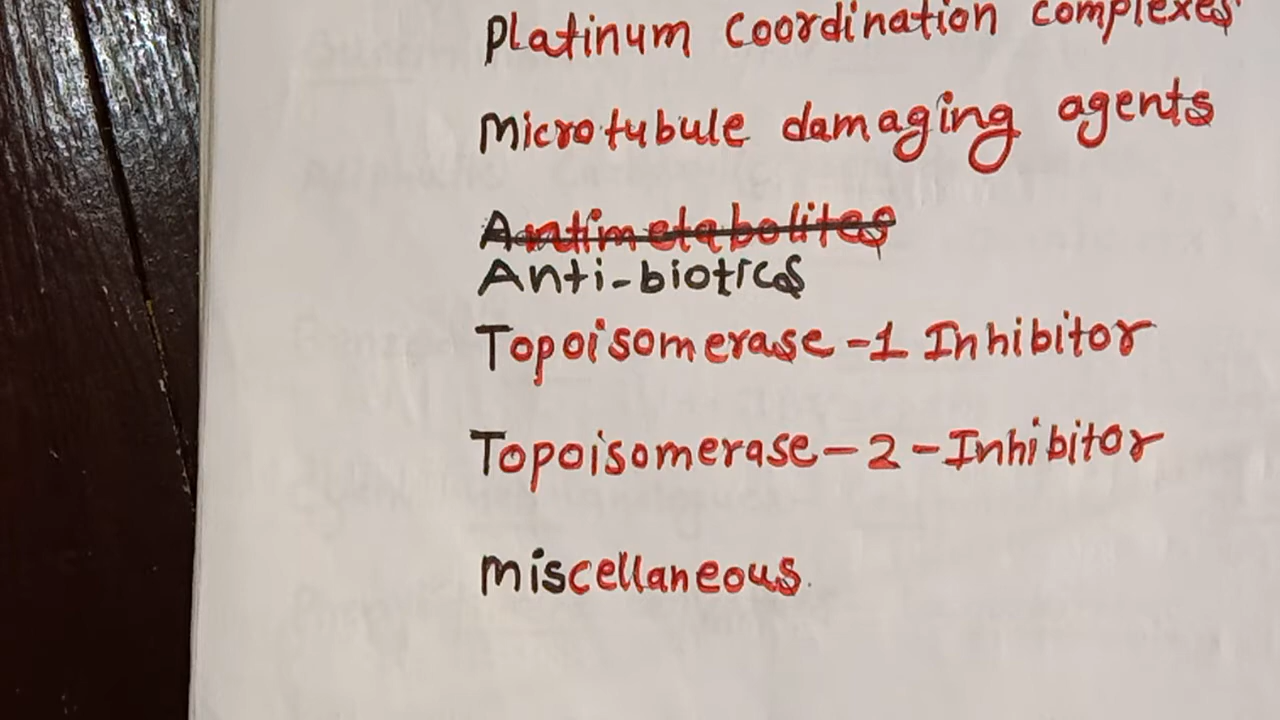 Platinum coordination complexes
Microtubule damaging agents
Antimetabolites
Anti-biotics
Topoisomerase -1 Inhibitor
Topoisomerase-2-Inhibitor
Miscellaneous.